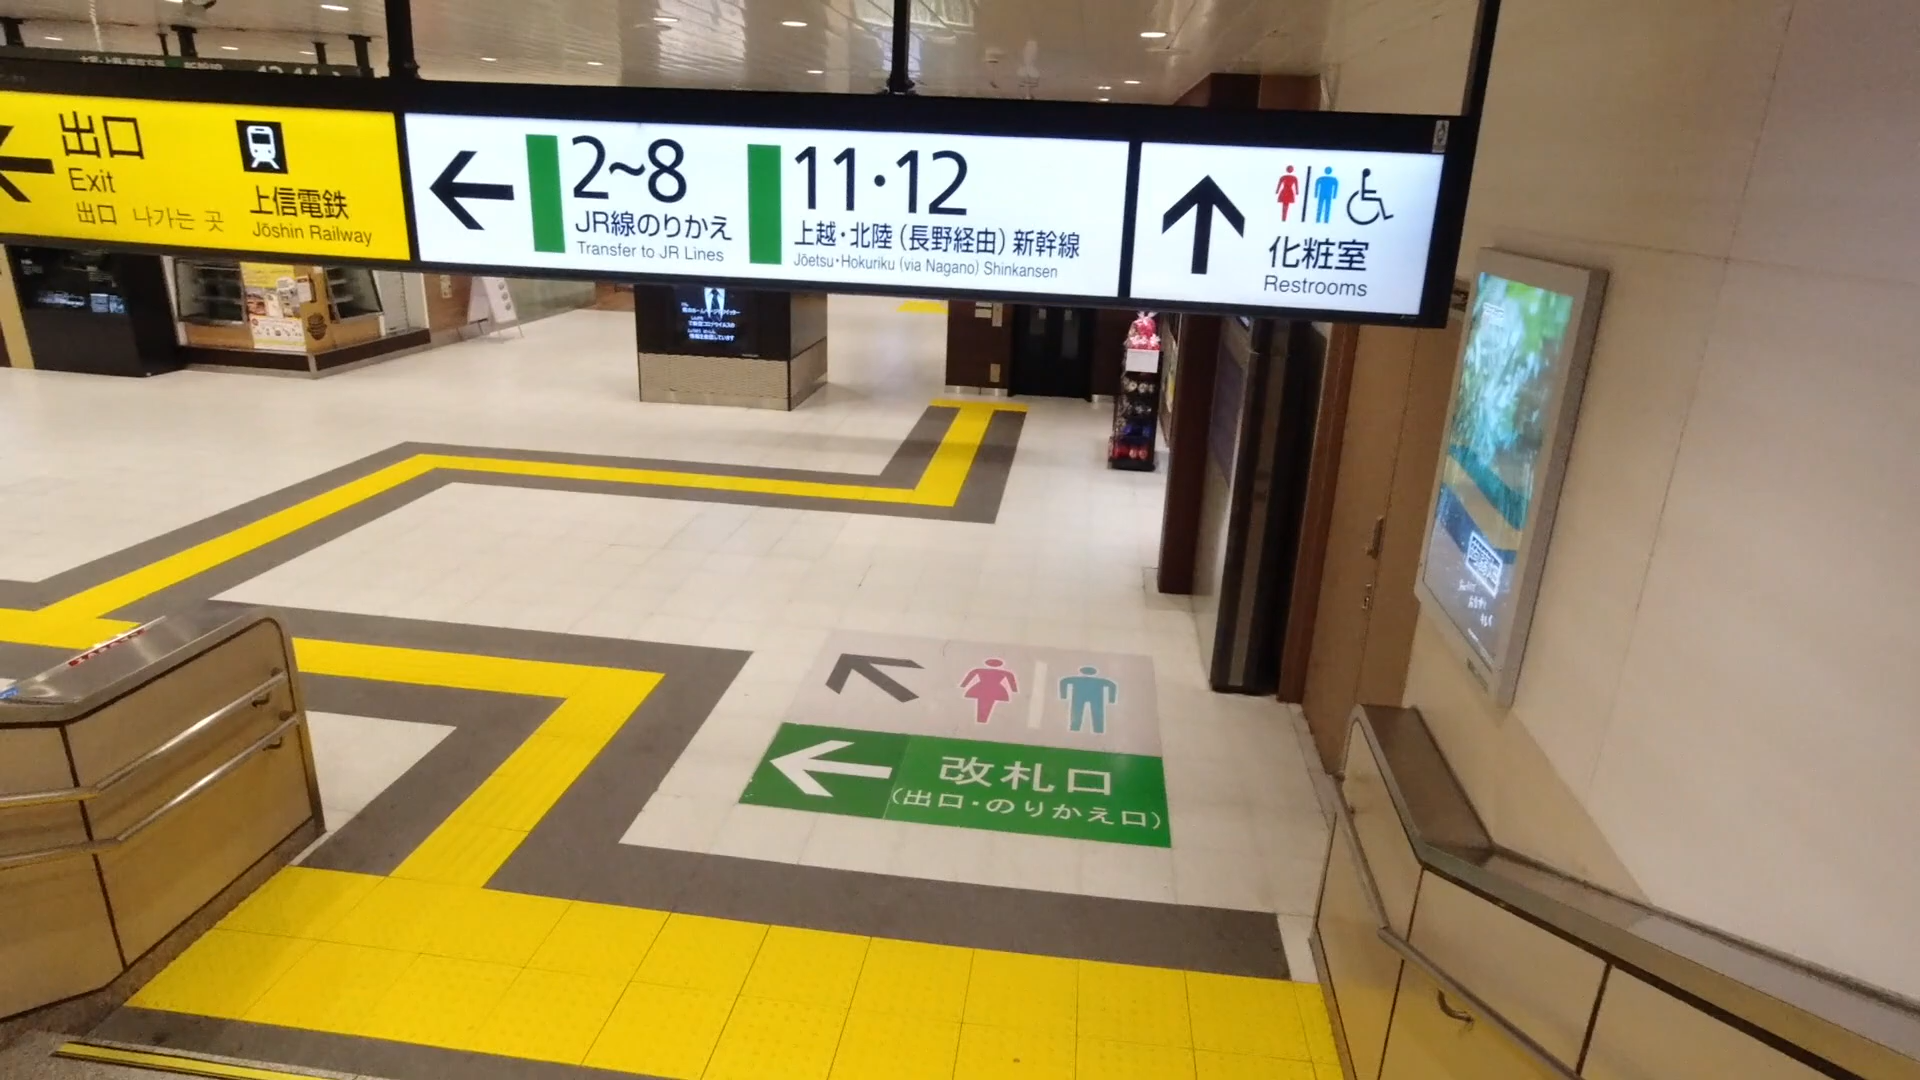 出口
Exit
出口 나가는 곳
上信電鉄
Jōshin Railway
2~8
JR線のりかえ
Transfer to JR Lines
11・12
上越・北陸（長野経由）新幹線
Jōetsu・Hokuriku (via Nagano) Shinkansen
化粧室
Restrooms
改札口
（出口・のりかえ口）